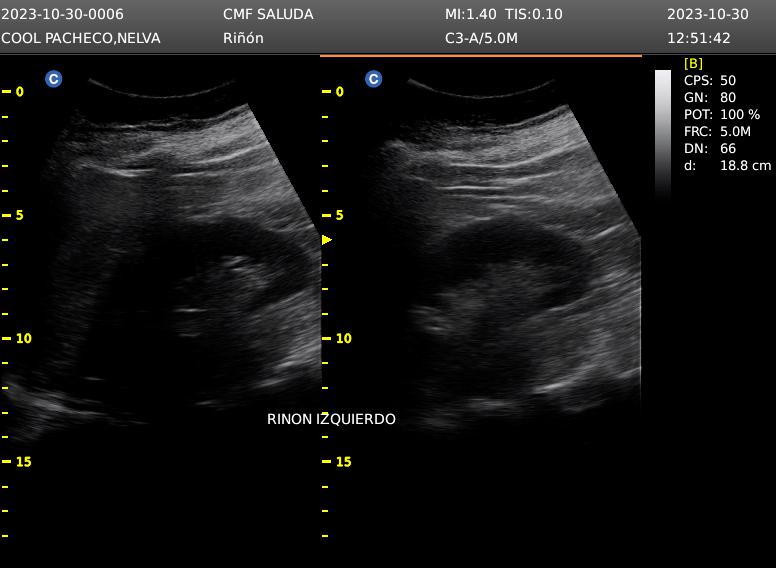 2023-10-30-0006 CMF SALUDA MI:1.40 TIS:0.10 2023-10-30
COOL PACHECO,NELVA Riñón C3-A/5.0M 12:51:42
[B]
CPS: 50
GN: 80
POT: 100 %
FRC: 5.0M
DN: 66
d: 18.8 cm
C
C
0
5
10
15
0
5
10
15
RINON IZQUIERDO